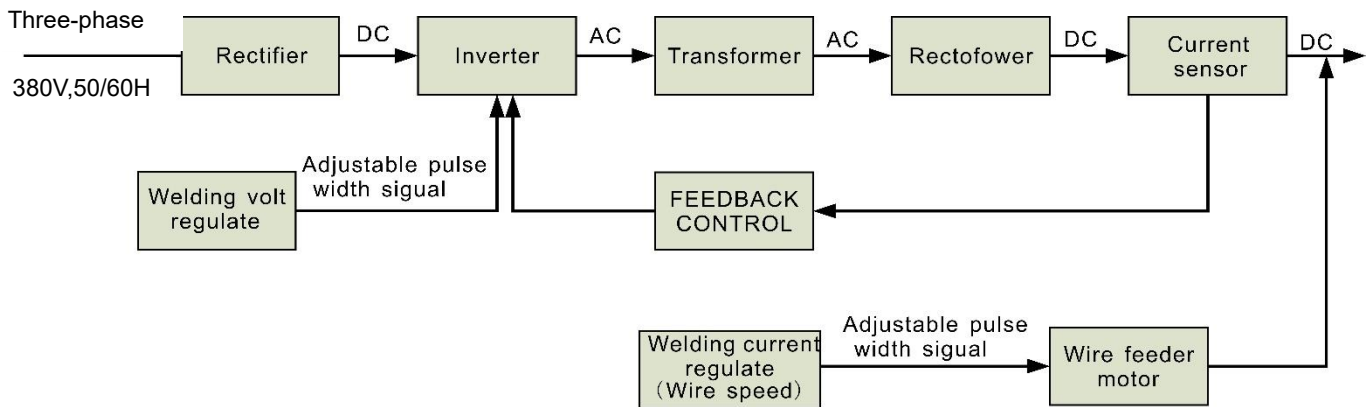 Three-phase
380V,50/60H
Rectifier
DC
Inverter
AC
Transformer
AC
Rectofower
DC
Current
sensor
DC
Welding volt
regulate
Adjustable pulse
width sigual
FEEDBACK
CONTROL
Welding current
regulate
(Wire speed)
Adjustable pulse
width sigual
Wire feeder
motor